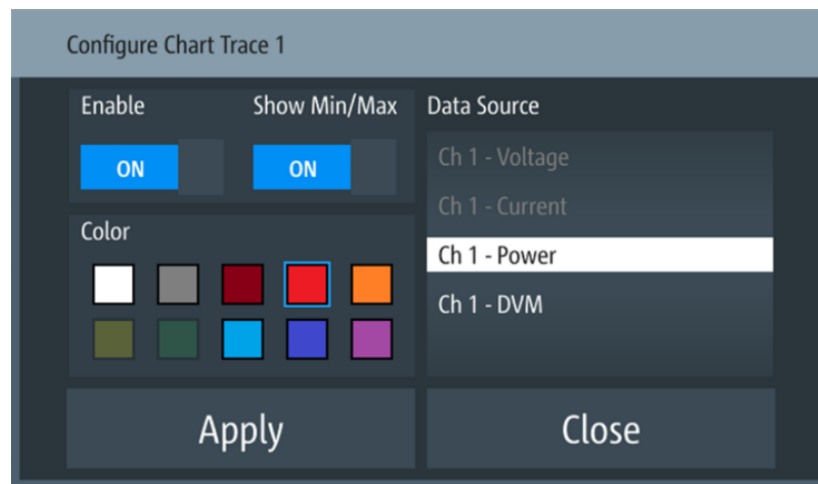 Configure Chart Trace 1
Enable
Show Min/Max
ON
ON
Color
Data Source
Ch 1 - Voltage
Ch 1 - Current
Ch 1 - Power
Ch 1 - DVM
Apply
Close